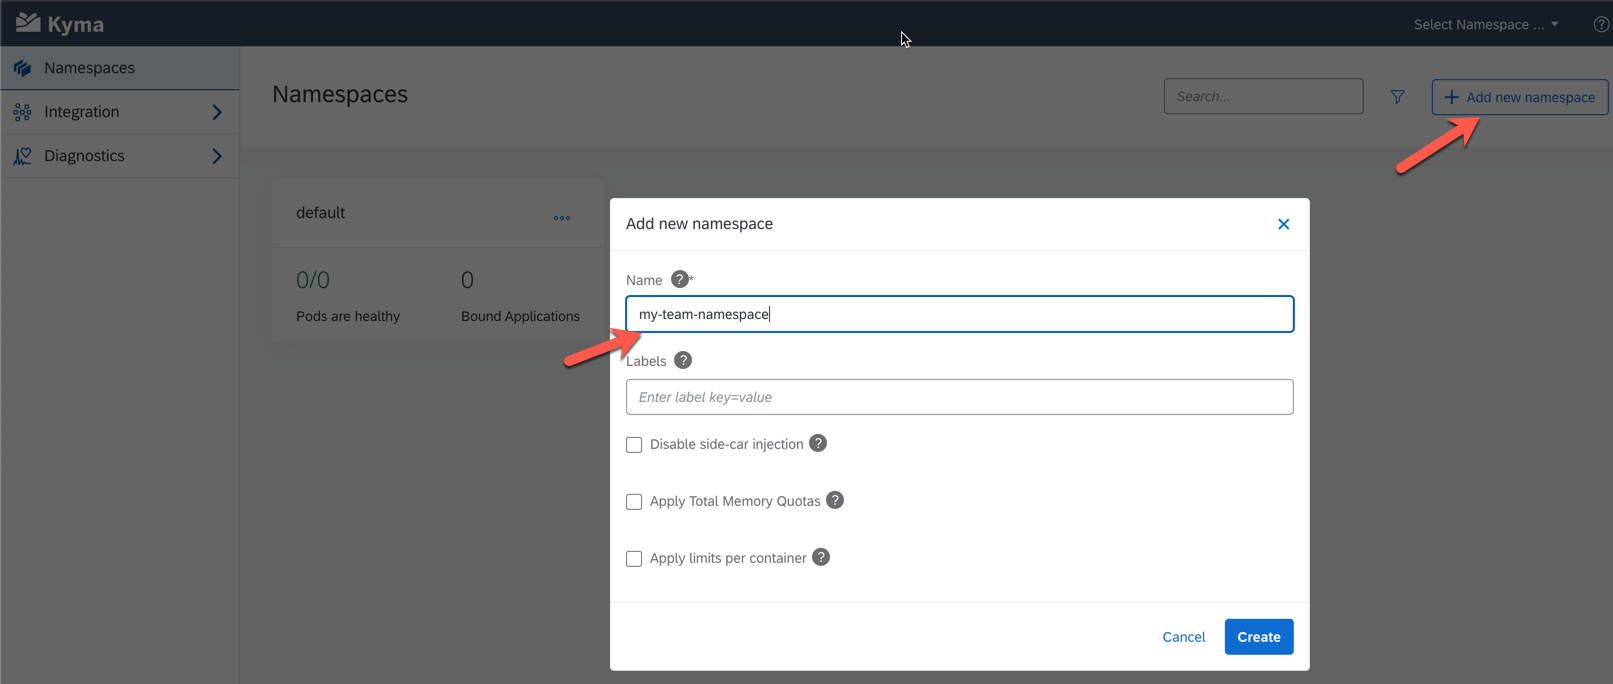 Kyma
Select Namespace ...
?
Namespaces
Integration
Diagnostics
Namespaces
Search...
+ Add new namespace
default
0/0
0
Pods are healthy
Bound Applications
Add new namespace
Name ?*
my-team-namespace
Labels ?
Enter label key=value
Disable side-car injection ?
Apply Total Memory Quotas ?
Apply limits per container ?
Cancel
Create